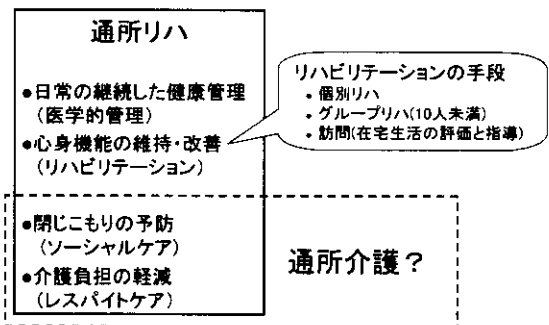 通所リハ
●日常の継続した健康管理
(医学的管理)
●心身機能の維持・改善
(リハビリテーション)
リハビリテーションの手段
・個別リハ
・グループリハ(10人未満)
・訪問(在宅生活の評価と指導)
●閉じこもりの予防
(ソーシャルケア)
●介護負担の軽減
(レスパイトケア)
通所介護?